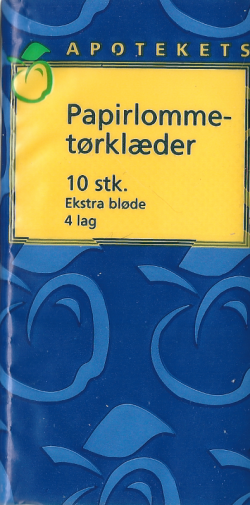 APOTEKETS
Papirlomme-
tørklæder
10 stk.
Ekstra bløde
4 lag